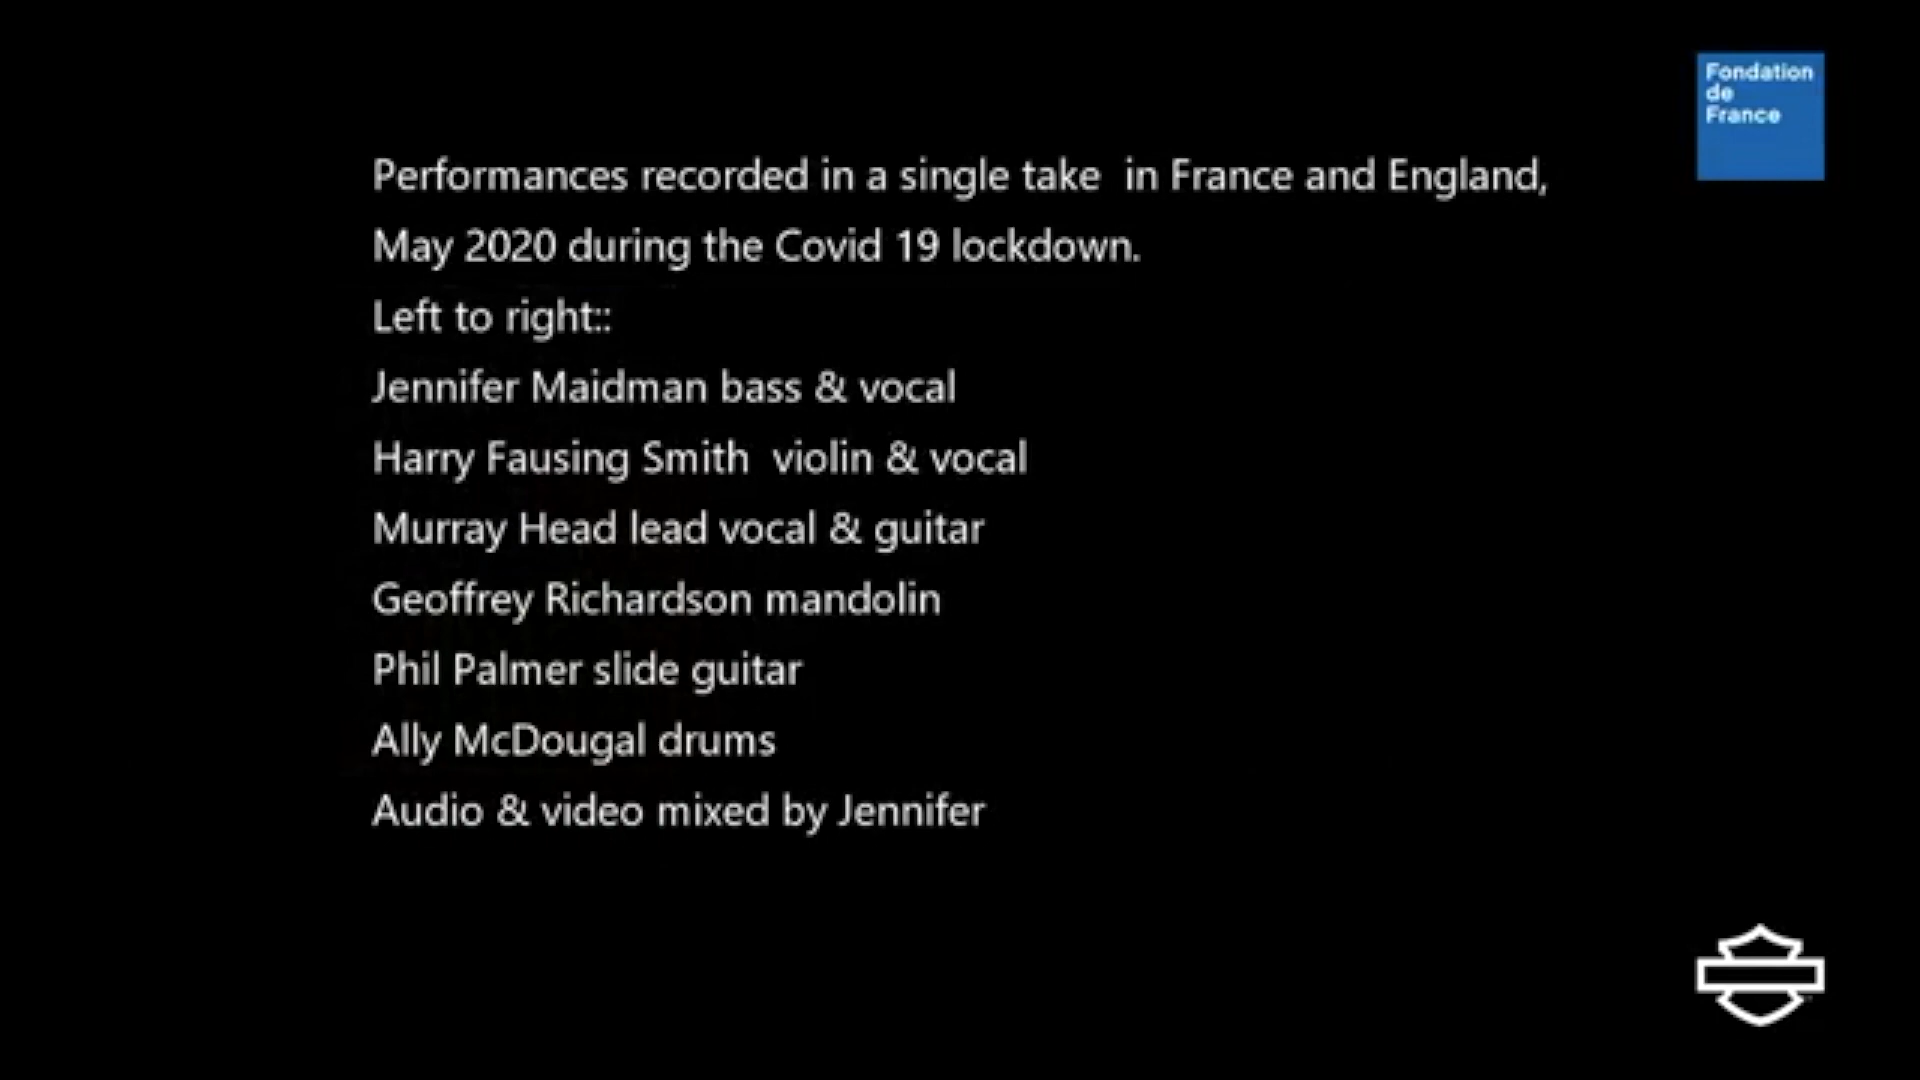 Fondation
de
France
Performances recorded in a single take  in France and England,
May 2020 during the Covid 19 lockdown.
Left to right::
Jennifer Maidman bass & vocal
Harry Fausing Smith  violin & vocal
Murray Head lead vocal & guitar
Geoffrey Richardson mandolin
Phil Palmer slide guitar
Ally McDougal drums
Audio & video mixed by Jennifer